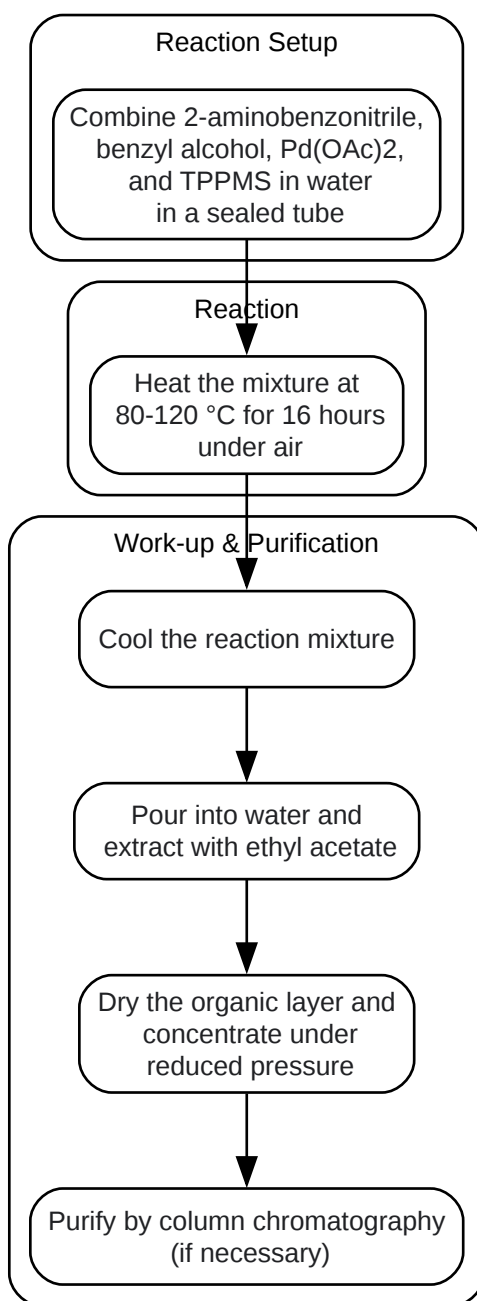 Reaction Setup
Combine 2-aminobenzonitrile,
benzyl alcohol, Pd(OAc)2,
and TPPMS in water
in a sealed tube
Reaction
Heat the mixture at
80-120 °C for 16 hours
under air
Work-up & Purification
Cool the reaction mixture
Pour into water and
extract with ethyl acetate
Dry the organic layer and
concentrate under
reduced pressure
Purify by column chromatography
(if necessary)